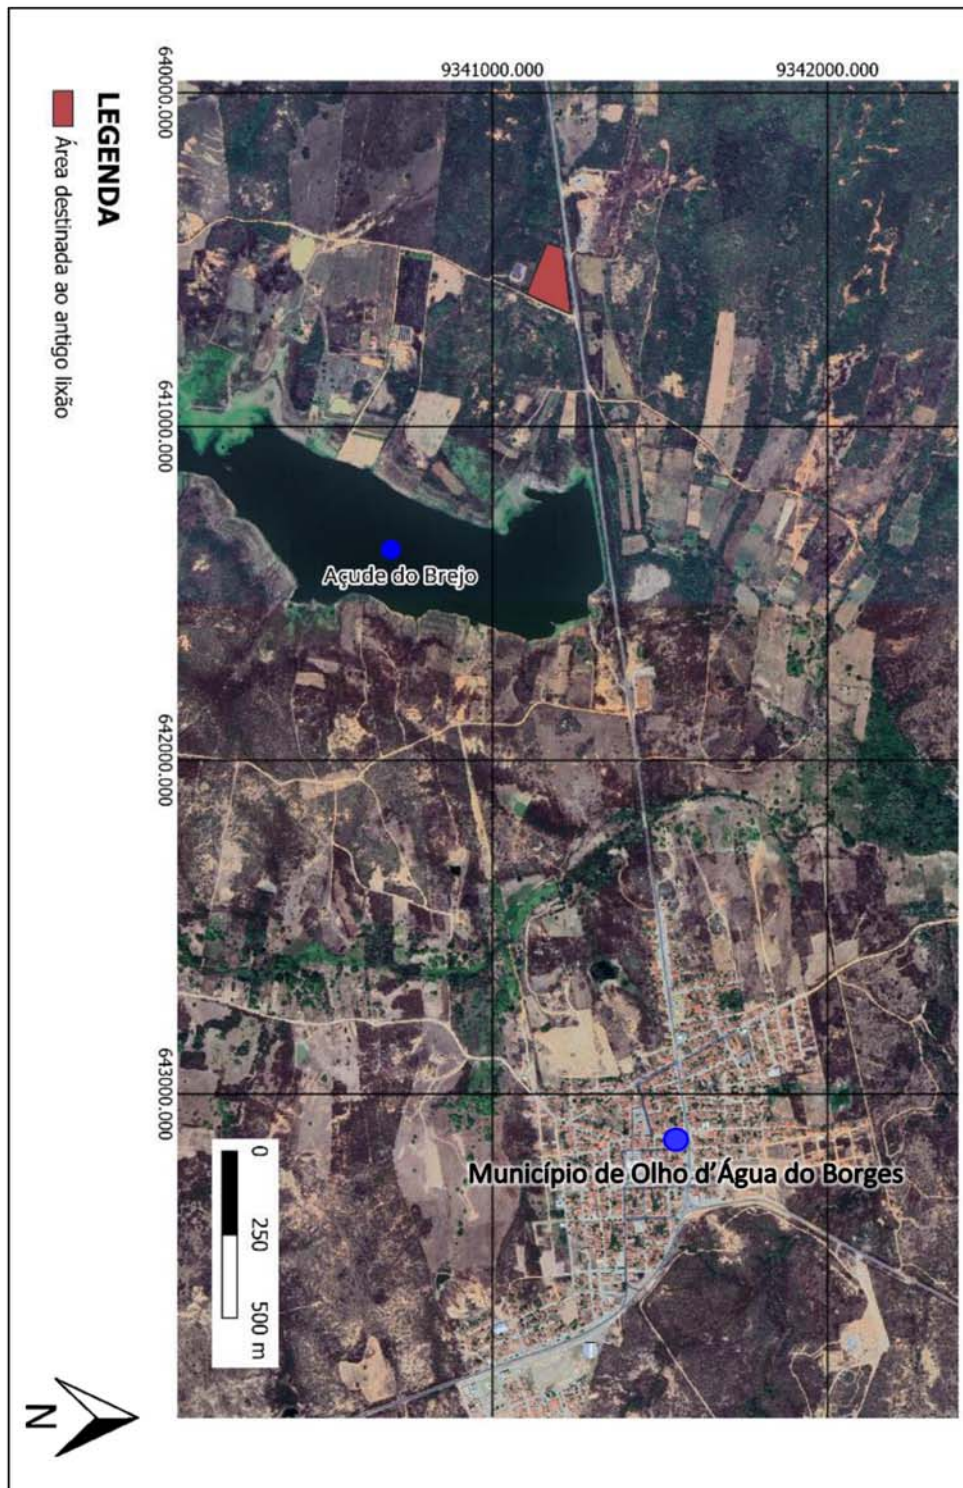 9341000.000
9342000.000
640000.000
641000.000
642000.000
643000.000
LEGENDA
Área destinada ao antigo lixão
Açude do Brejo
Município de Olho d'Água do Borges
0
250
500 m
N